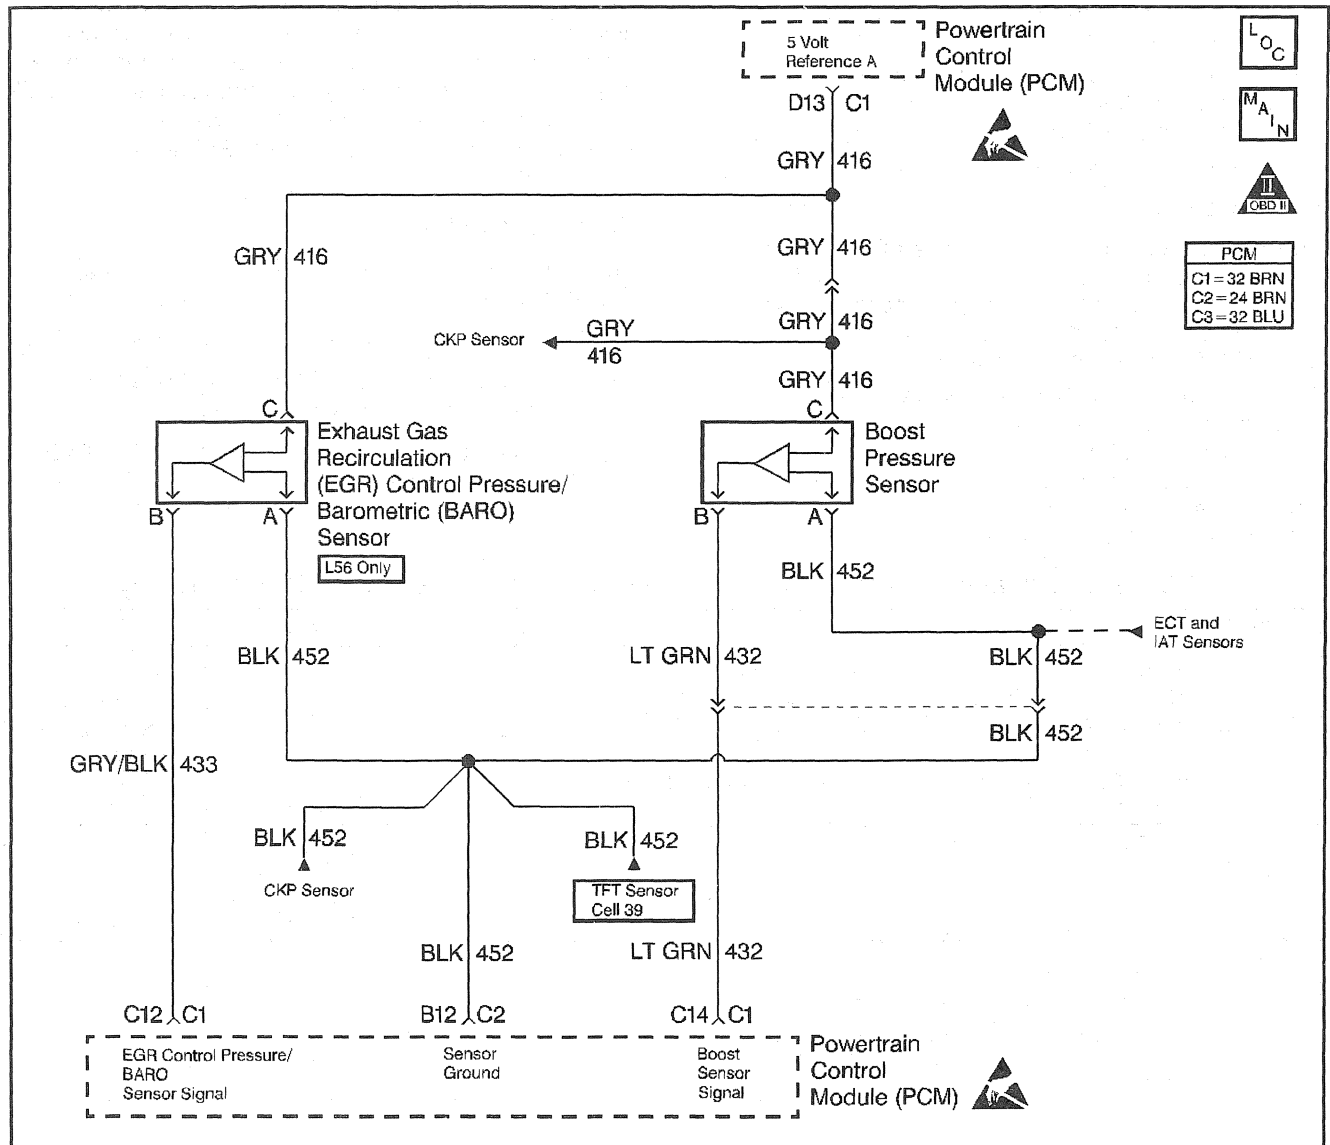 5 Volt
Reference A
Powertrain
Control
Module (PCM)
LOC
MAIN
II
OBD II
D13 C1
GRY 416
GRY 416
GRY 416
PCM
C1=32 BRN
C2=24 BRN
C3=32 BLU
CKP Sensor
GRY
416
GRY 416
GRY 416
C
Exhaust Gas
Recirculation
(EGR) Control Pressure/
Barometric (BARO)
Sensor
L56 Only
C
Boost
Pressure
Sensor
B
A
B
A
BLK 452
ECT and
IAT Sensors
BLK 452
LT GRN 432
BLK 452
BLK 452
GRY/BLK 433
BLK 452
CKP Sensor
BLK 452
TFT Sensor
Cell 39
BLK 452
LT GRN 432
C12 C1
B12 C2
C14 C1
EGR Control Pressure/
BARO
Sensor Signal
Sensor
Ground
Boost
Sensor
Signal
Powertrain
Control
Module (PCM)